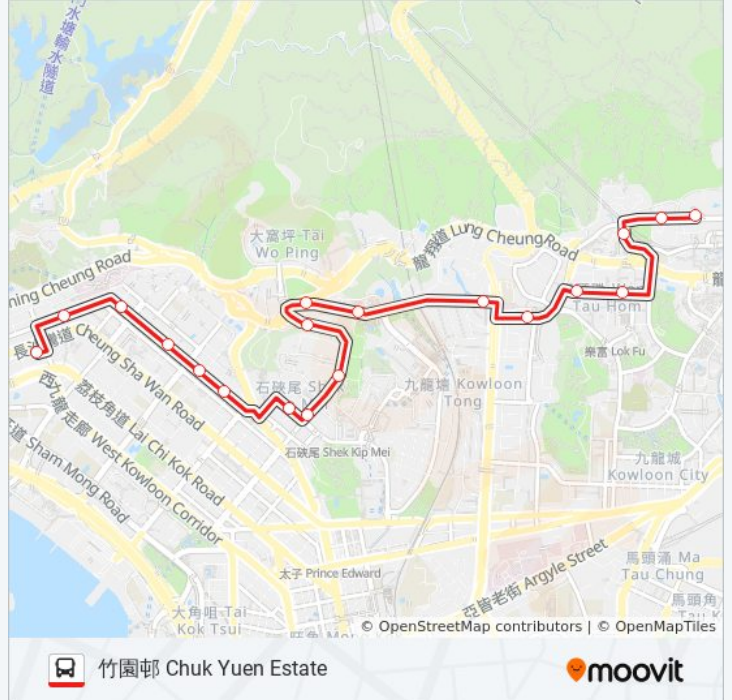 水塘輸水隧道
大窩坪 Tai
Wo Ping
龍翔道 Lung Cheung Road
Cheung Road
Cheung Sha Wan Road
荔枝角道 Lai Chi Kok Road
西九龍走廊 West Kowloon Corridor
Sham Mong Road
石硤尾
Tau Hom
樂富 Lok Fu
九龍塘 Kowloon
Tong
石硤尾 Shek Kip Mei
九龍城
Kowloon City
太子 Prince Edward
亞皆老街 Argyle Street
馬頭涌 Ma
Tau Chung
馬頭角
大角咀 Tai
Kok Tsui
© OpenStreetMap contributors | © OpenMapTiles
竹園邨 Chuk Yuen Estate
moovit